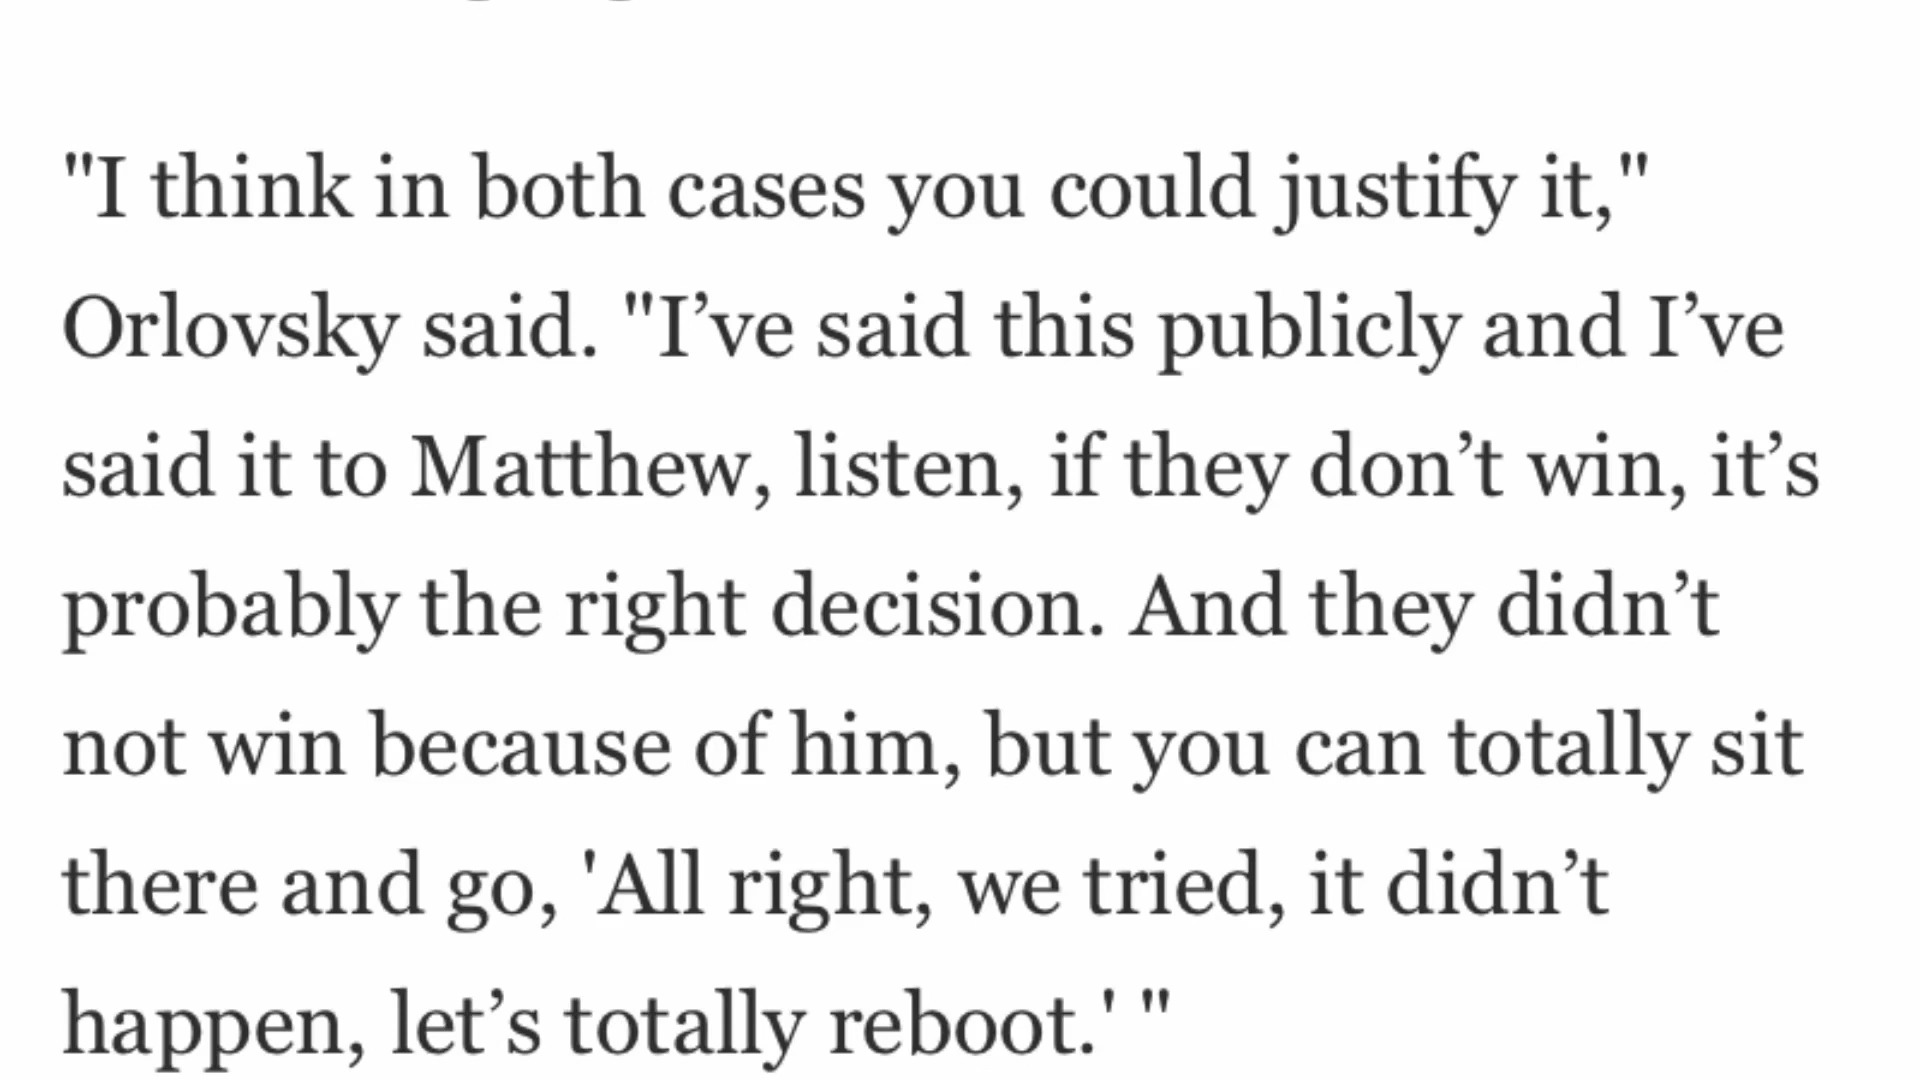 "I think in both cases you could justify it,"
Orlovsky said. "I’ve said this publicly and I’ve
said it to Matthew, listen, if they don’t win, it’s
probably the right decision. And they didn’t
not win because of him, but you can totally sit
there and go, 'All right, we tried, it didn’t
happen, let’s totally reboot.' "